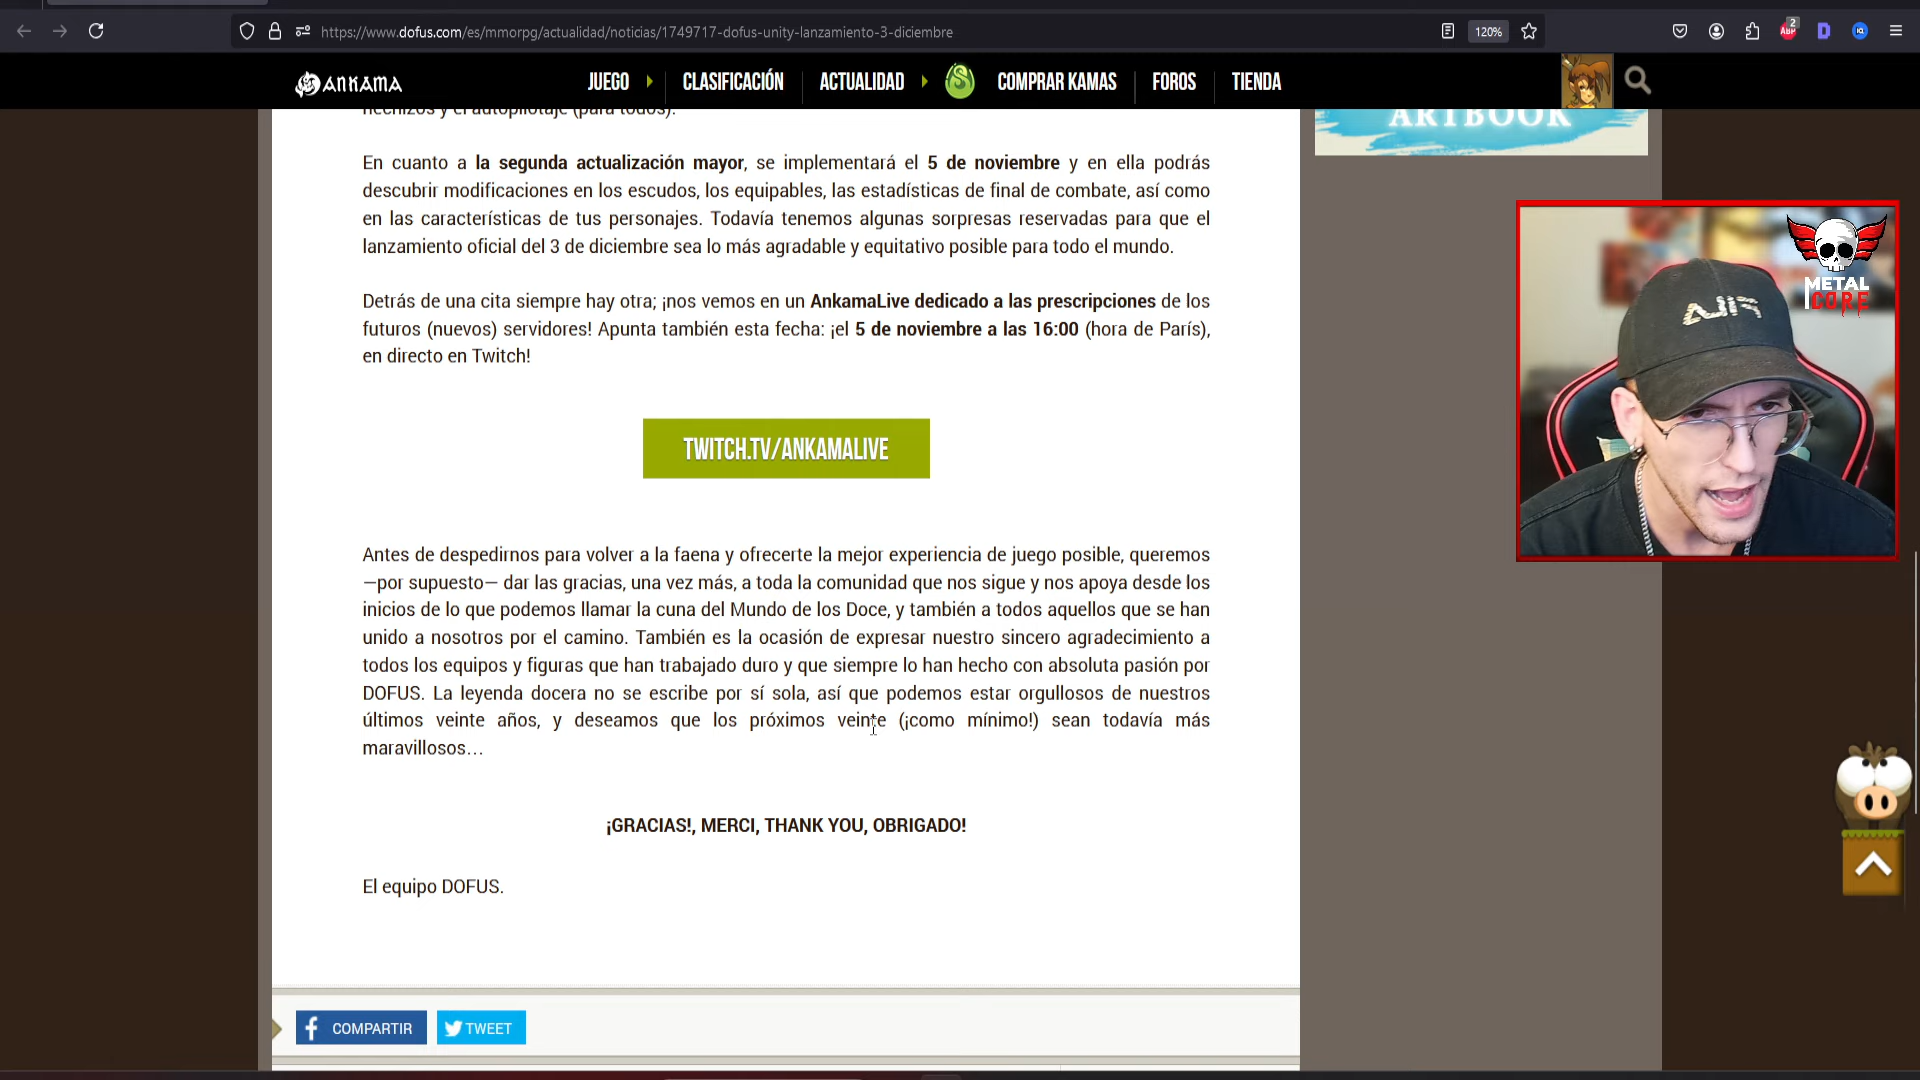 https://www.dofus.com/es/mmorpg/actualidad/noticias/1749717-dofus-unity-lanzamiento-3-diciembre
120%
2
ABP
D
ANKAMA
JUEGO
CLASIFICACIÓN
ACTUALIDAD
COMPRAR KAMAS
FOROS
TIENDA
hechizos y el autopilotaje (para todos).
ARTBOOK
En cuanto a la segunda actualización mayor, se implementará el 5 de noviembre y en ella podrás
descubrir modificaciones en los escudos, los equipables, las estadísticas de final de combate, así como
en las características de tus personajes. Todavía tenemos algunas sorpresas reservadas para que el
lanzamiento oficial del 3 de diciembre sea lo más agradable y equitativo posible para todo el mundo.
METAL
CORE
Detrás de una cita siempre hay otra; ¡nos vemos en un AnkamaLive dedicado a las prescripciones de los
futuros (nuevos) servidores! Apunta también esta fecha: ¡el 5 de noviembre a las 16:00 (hora de París),
en directo en Twitch!
TWITCH.TV/ANKAMALIVE
Antes de despedirnos para volver a la faena y ofrecerte la mejor experiencia de juego posible, queremos
—por supuesto— dar las gracias, una vez más, a toda la comunidad que nos sigue y nos apoya desde los
inicios de lo que podemos llamar la cuna del Mundo de los Doce, y también a todos aquellos que se han
unido a nosotros por el camino. También es la ocasión de expresar nuestro sincero agradecimiento a
todos los equipos y figuras que han trabajado duro y que siempre lo han hecho con absoluta pasión por
DOFUS. La leyenda docera no se escribe por sí sola, así que podemos estar orgullosos de nuestros
últimos veinte años, y deseamos que los próximos veinte (¡como mínimo!) sean todavía más
maravillosos…
¡GRACIAS!, MERCI, THANK YOU, OBRIGADO!
El equipo DOFUS.
COMPARTIR
TWEET